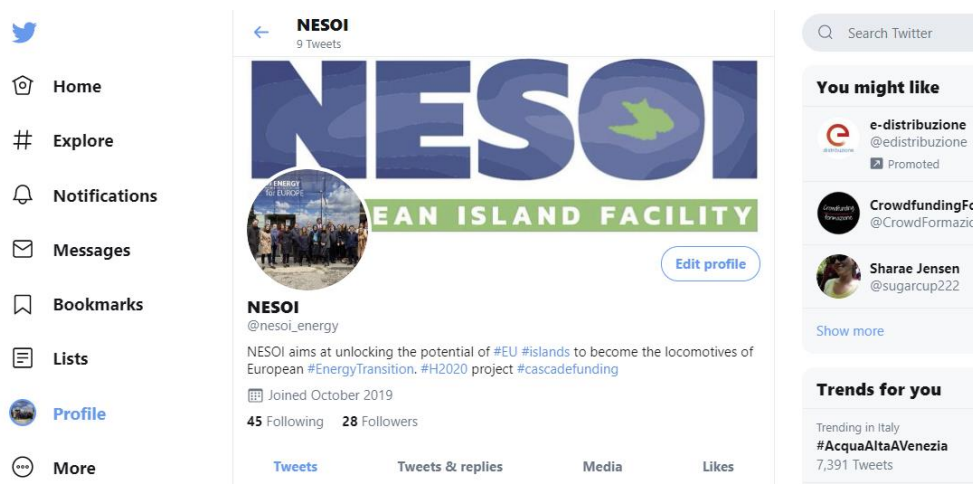 Home
Explore
Notifications
Messages
Bookmarks
Lists
Profile
More
NESOI
9 Tweets
NESOI
EAN ISLAND FACILITY
ENERGY
for EUROPE
Edit profile
NESOI
@nesoi_energy
NESOI aims at unlocking the potential of #EU #islands to become the locomotives of
European #EnergyTransition. #H2020 project #cascadefunding
Joined October 2019
45 Following 28 Followers
Tweets Tweets & replies Media Likes
Search Twitter
You might like
e-distribuzione
@edistribuzione
Promoted
CrowdfundingFo
@CrowdFormazio
Sharae Jensen
@sugarcup222
Show more
Trends for you
Trending in Italy
#AcquaAltaAVenezia
7,391 Tweets